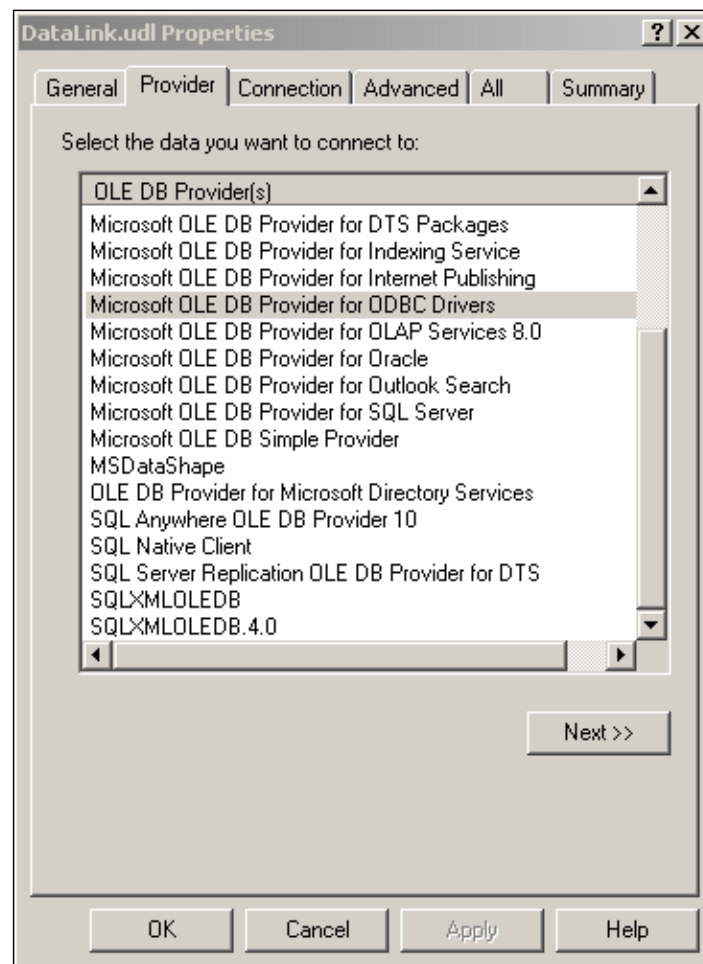 DataLink.udl Properties ? X
General Provider Connection Advanced All Summary
Select the data you want to connect to:
OLE DB Provider(s)
Microsoft OLE DB Provider for DTS Packages
Microsoft OLE DB Provider for Indexing Service
Microsoft OLE DB Provider for Internet Publishing
Microsoft OLE DB Provider for ODBC Drivers
Microsoft OLE DB Provider for OLAP Services 8.0
Microsoft OLE DB Provider for Oracle
Microsoft OLE DB Provider for Outlook Search
Microsoft OLE DB Provider for SQL Server
Microsoft OLE DB Simple Provider
MSDataShape
OLE DB Provider for Microsoft Directory Services
SQL Anywhere OLE DB Provider 10
SQL Native Client
SQL Server Replication OLE DB Provider for DTS
SQLXMLOLEDB
SQLXMLOLEDB.4.0
Next >>
OK Cancel Apply Help